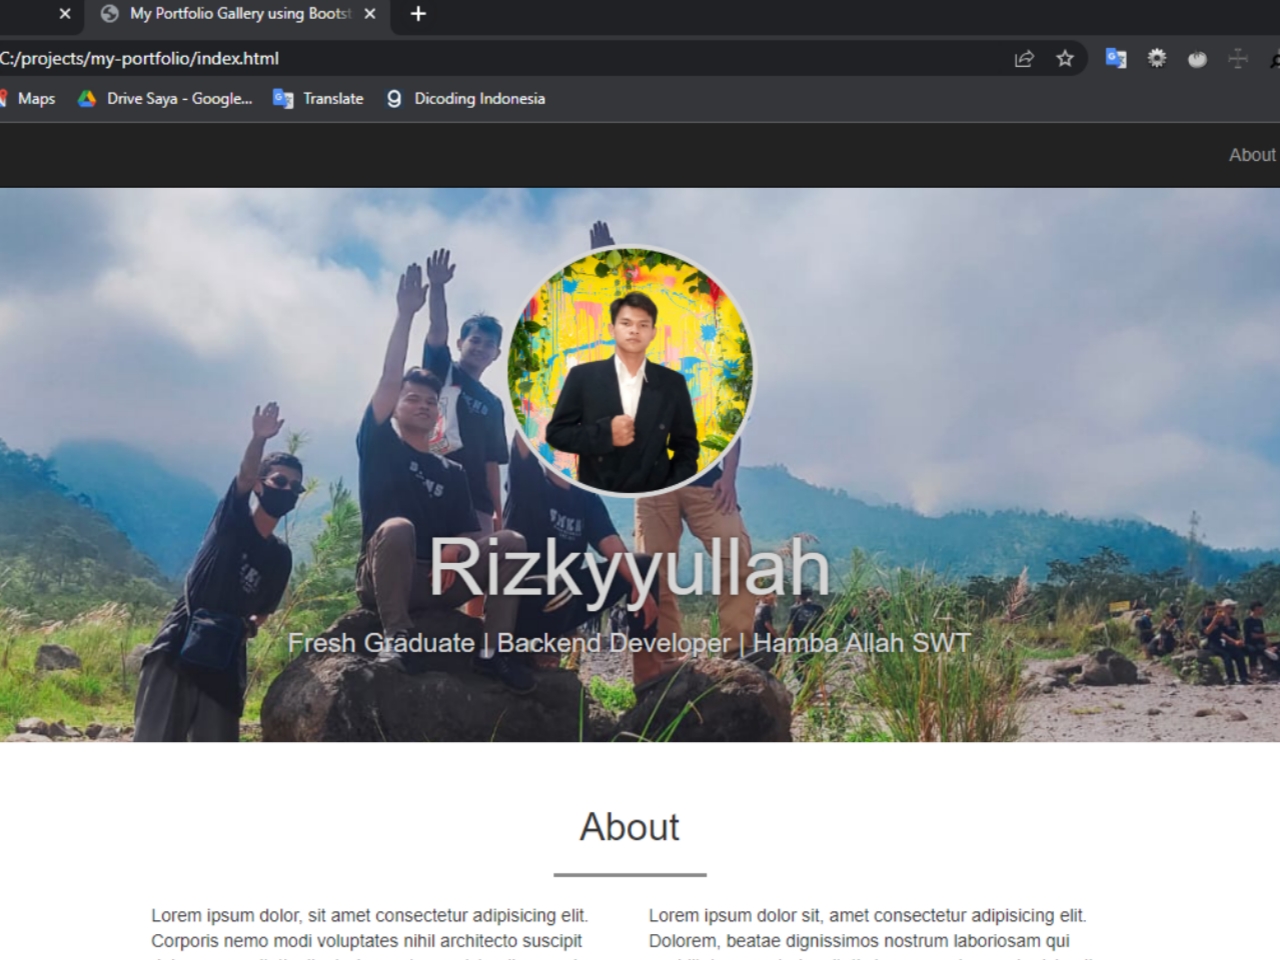 My Portfolio Gallery using Bootst
C:/projects/my-portfolio/index.html
Maps
Drive Saya - Google...
Translate
Dicoding Indonesia
About
Rizkyyullah
Fresh Graduate | Backend Developer | Hamba Allah SWT
About
Lorem ipsum dolor, sit amet consectetur adipisicing elit.
Corporis nemo modi voluptates nihil architecto suscipit
Lorem ipsum dolor sit, amet consectetur adipisicing elit.
Dolorem, beatae dignissimos nostrum laboriosam qui